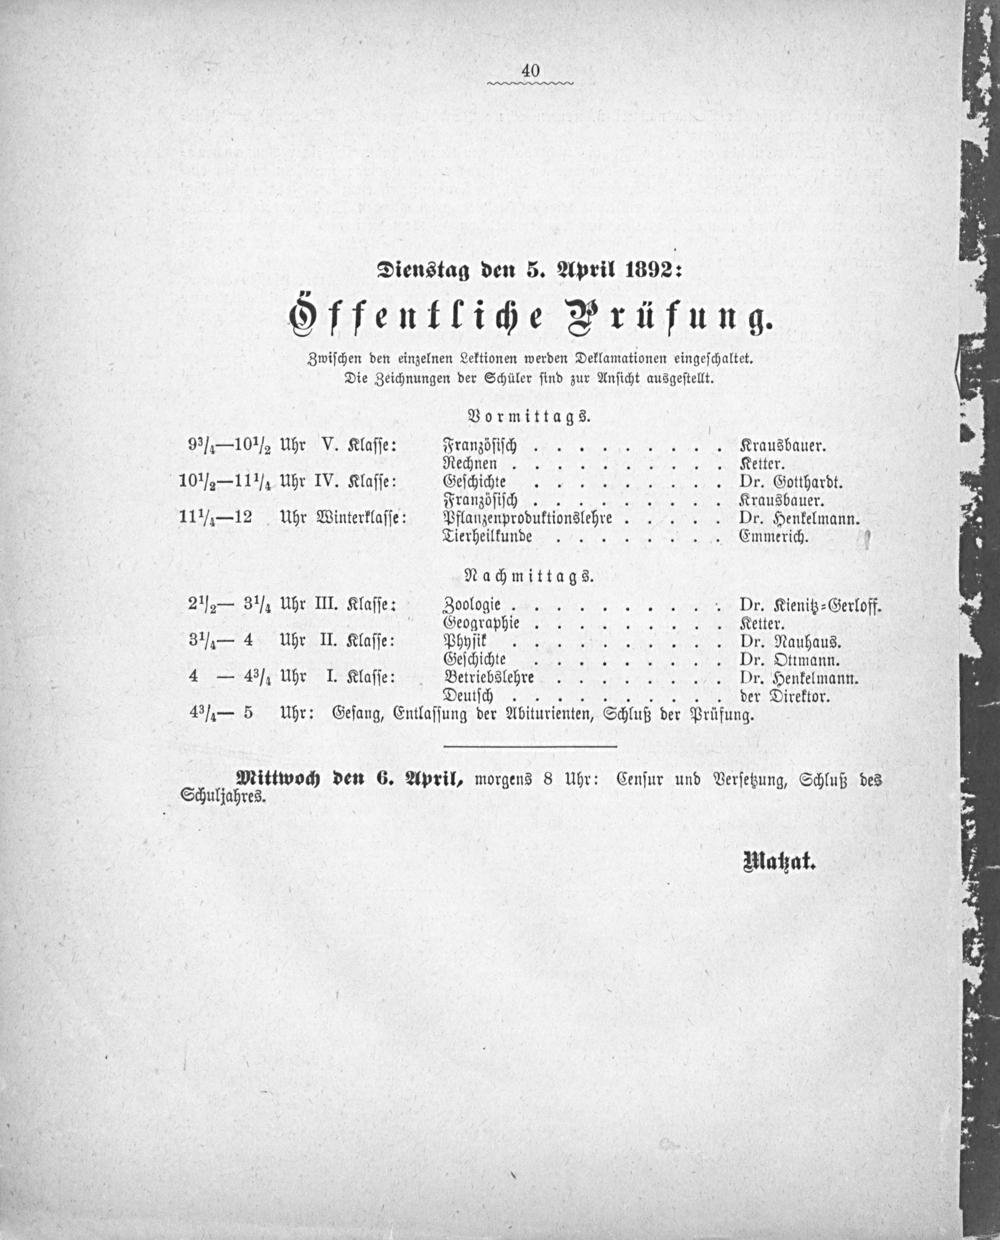 40
Dienstag den 5. April 1892:
Öffentliche Prüfung.
Zwischen den einzelnen Lektionen werden Deklamationen eingeschaltet.
Die Zeichnungen der Schüler sind zur Ansicht ausgestellt.
Vormittags.
9³/₄—10¹/₂ Uhr V. Klasse: Französisch . . . . . . . . . Krausbauer.
Rechnen . . . . . . . . . . Ketter.
10¹/₂—11¹/₄ Uhr IV. Klasse: Geschichte . . . . . . . . . Dr. Gotthardt.
Französisch . . . . . . . . . Krausbauer.
11¹/₄—12 Uhr Winterklasse: Pflanzenproduktionslehre . . . . . Dr. Henkelmann.
Tierheilkunde . . . . . . . . Emmerich.
Nachmittags.
2¹/₂— 3¹/₄ Uhr III. Klasse: Zoologie . . . . . . . . . . Dr. Kienitz-Gerloff.
Geographie . . . . . . . . . Ketter.
3¹/₄— 4 Uhr II. Klasse: Physik . . . . . . . . . . Dr. Nauhaus.
Geschichte . . . . . . . . . Dr. Ottmann.
4 — 4³/₄ Uhr I. Klasse: Betriebslehre . . . . . . . . Dr. Henkelmann.
Deutsch . . . . . . . . . . der Direktor.
4³/₄— 5 Uhr: Gesang, Entlassung der Abiturienten, Schluß der Prüfung.
Mittwoch den 6. April, morgens 8 Uhr: Censur und Versetzung, Schluß des
Schuljahres.
Matzat.